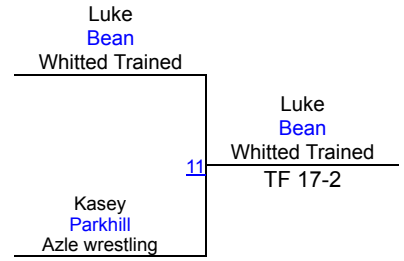 Luke
Bean
Whitted Trained
Luke
Bean
Whitted Trained
11
TF 17-2
Kasey
Parkhill
Azle wrestling